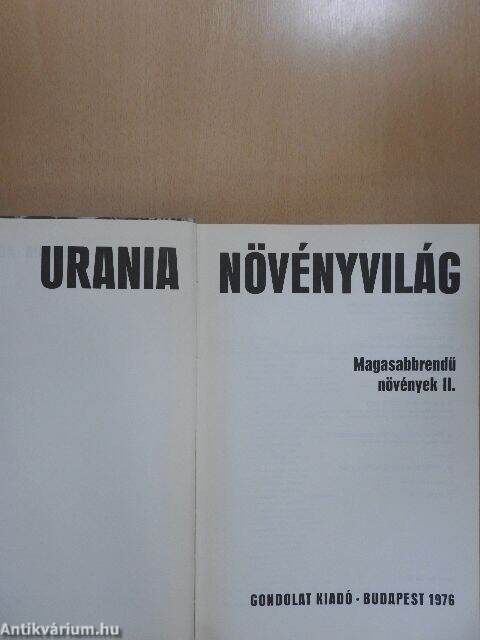 URANIA NÖVÉNYVILÁG
Magasabbrendű
növények II.
GONDOLAT KIADÓ · BUDAPEST 1976
Antikvárium.hu